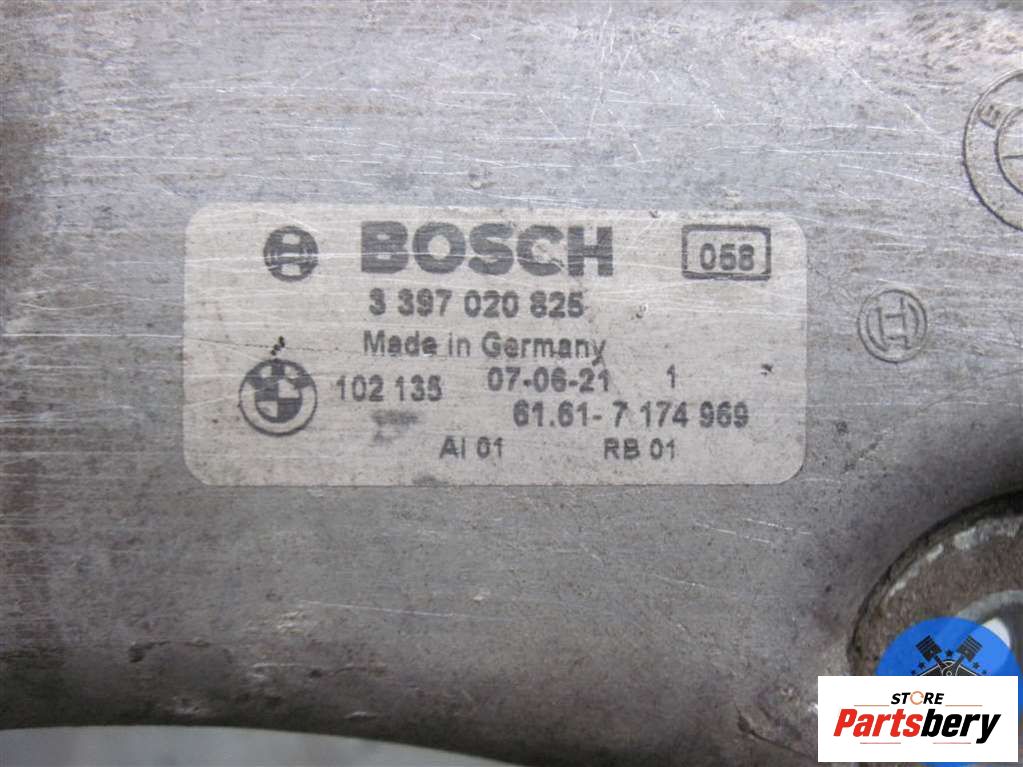 BOSCH 068
3 397 020 825
Made in Germany
102 135 07-06-21 1
61.61- 7 174 969
AI 01 RB 01
STORE
Partsbery